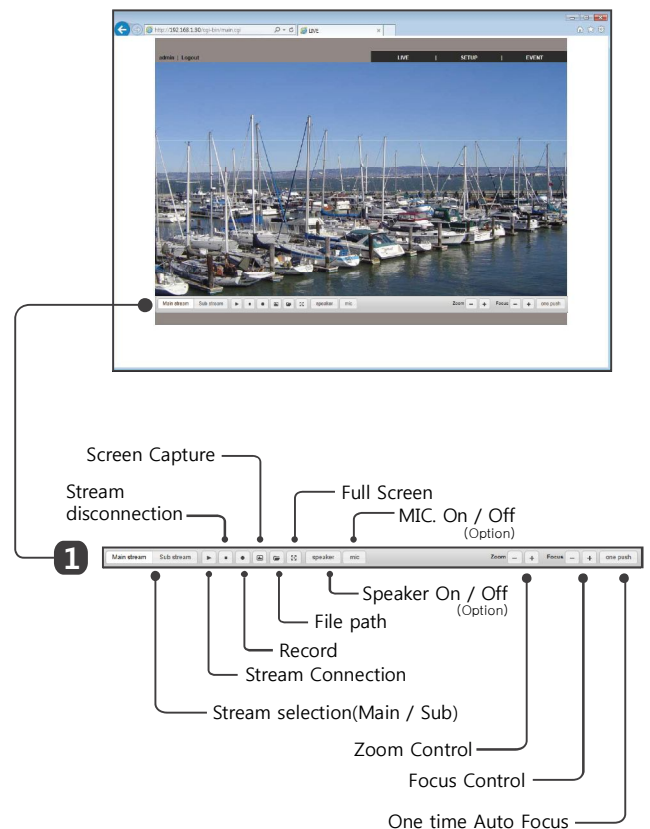 http://192.168.1.80/cgi-bin/main.cgi
LIVE
admin | Logout
LIVE | SETUP | EVENT
Main stream Sub stream speaker mic Zoom − + Focus − + one push
Screen Capture
Stream
disconnection
Full Screen
MIC. On / Off
(Option)
1
Main stream Sub stream speaker mic Zoom − + Focus − + one push
Speaker On / Off
(Option)
File path
Record
Stream Connection
Stream selection(Main / Sub)
Zoom Control
Focus Control
One time Auto Focus